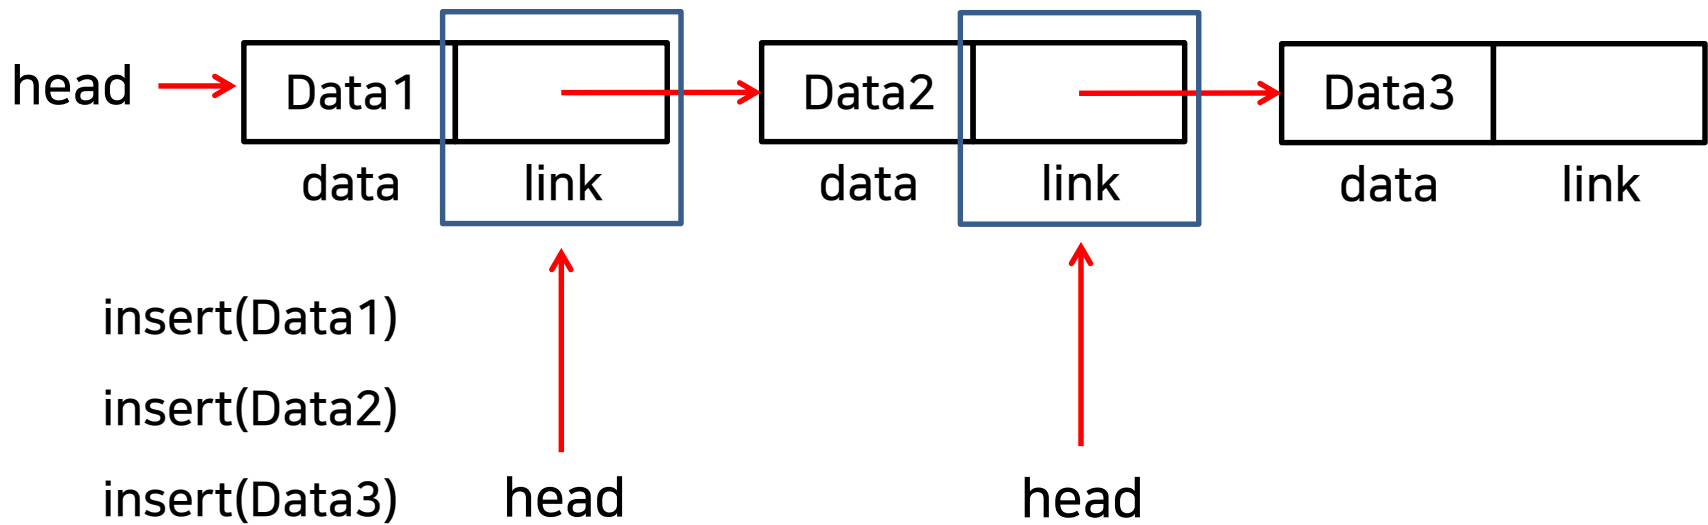 head Data1 Data2 Data3
data link data link data link
insert(Data1)
insert(Data2)
insert(Data3) head head